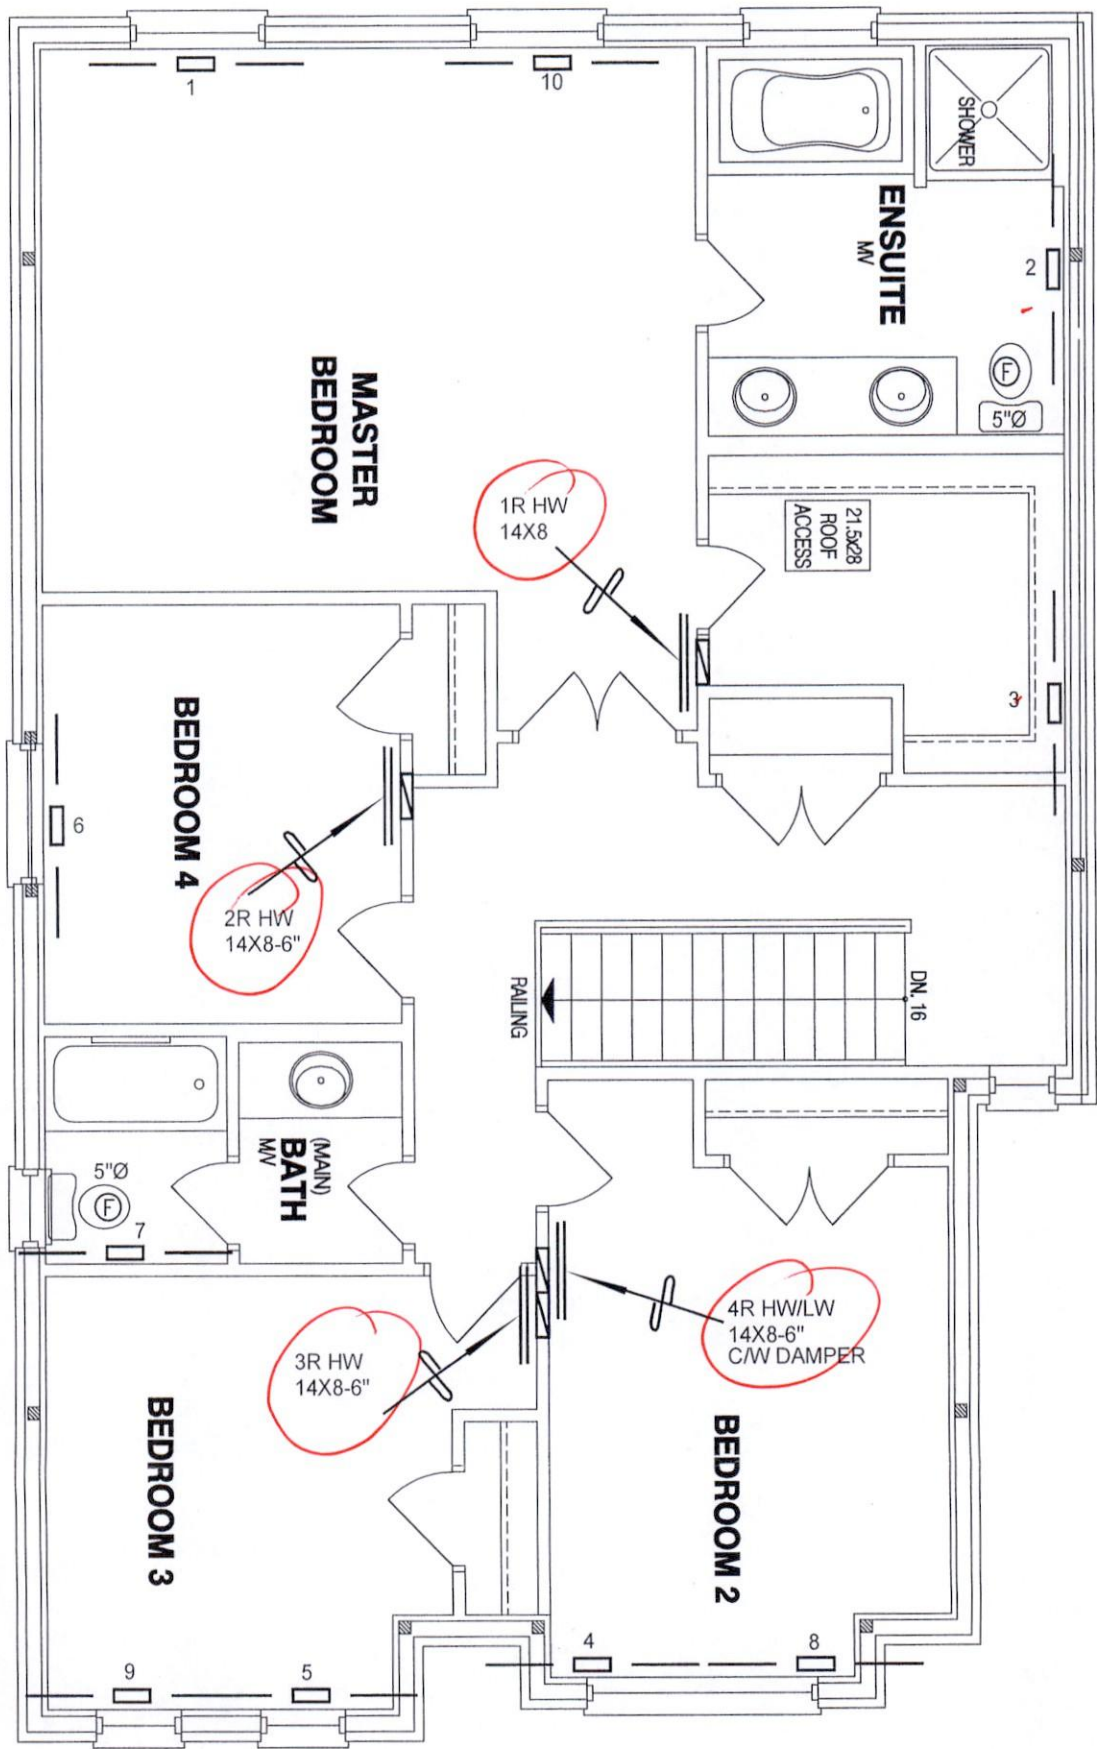 1
10
SHOWER
ENSUITE
MV
2
F
5"Ø
MASTER
BEDROOM
1R HW
14X8
21.5x28
ROOF
ACCESS
3
BEDROOM 4
6
2R HW
14X8-6"
DN. 16
RAILING
(MAIN)
BATH
MV
5"Ø
F
7
3R HW
14X8-6"
4R HW/LW
14X8-6"
C/W DAMPER
BEDROOM 3
BEDROOM 2
9
5
4
8